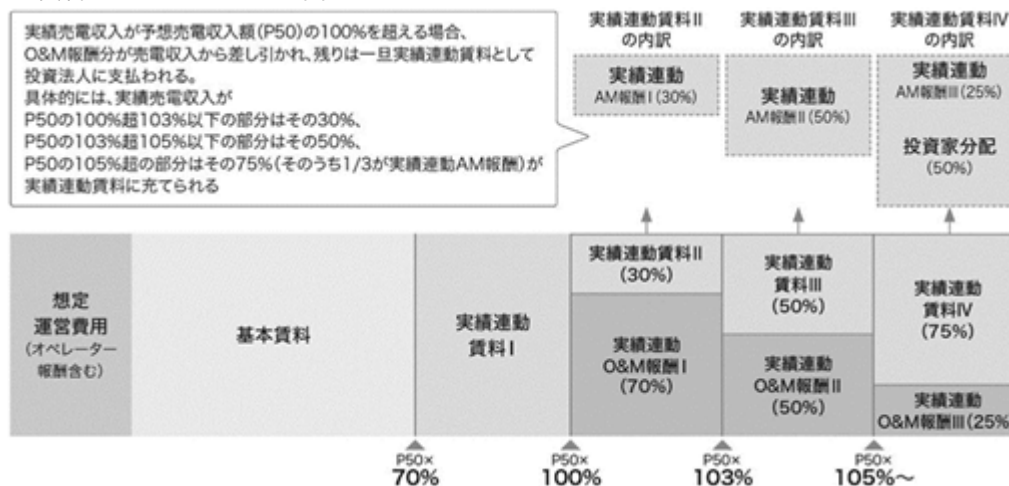 実績売電収入が予想売電収入額(P50)の100%を超える場合、
O&M報酬分が売電収入から差し引かれ、残りは一旦実績連動賃料として
投資法人に支払われる。
具体的には、実績売電収入が
P50の100%超103%以下の部分はその30%、
P50の103%超105%以下の部分はその50%、
P50の105%超の部分はその75%(そのうち1/3が実績連動AM報酬)が
実績連動賃料に充てられる
実績連動賃料II
の内訳
実績連動
AM報酬I(30%)
実績連動賃料III
の内訳
実績連動
AM報酬II(50%)
実績連動賃料IV
の内訳
実績連動
AM報酬III(25%)
投資家分配
(50%)
想定
運営費用
(オペレーター
報酬含む)
基本賃料
実績連動
賃料I
実績連動賃料II
(30%)
実績連動
O&M報酬I
(70%)
実績連動
賃料III
(50%)
実績連動
O&M報酬II
(50%)
実績連動
賃料IV
(75%)
実績連動
O&M報酬III(25%)
P50×
70%
P50×
100%
P50×
103%
P50×
105%~